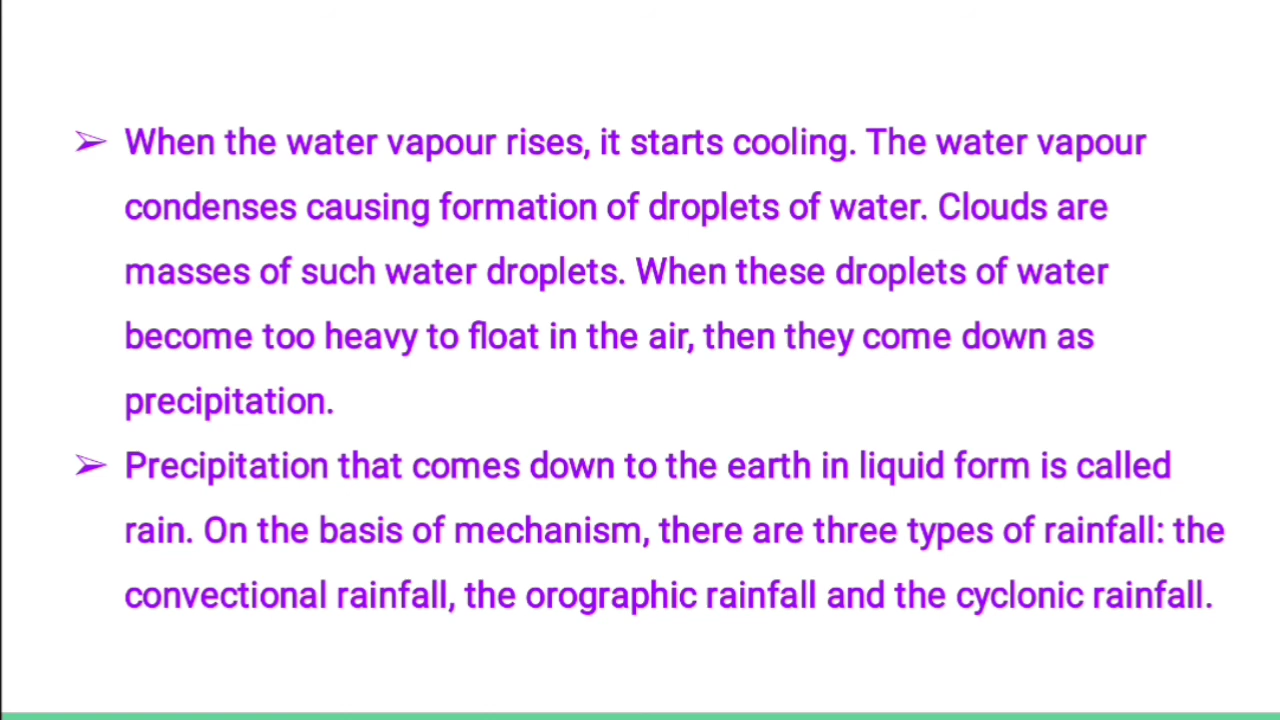 ➢ When the water vapour rises, it starts cooling. The water vapour
condenses causing formation of droplets of water. Clouds are
masses of such water droplets. When these droplets of water
become too heavy to float in the air, then they come down as
precipitation.
➢ Precipitation that comes down to the earth in liquid form is called
rain. On the basis of mechanism, there are three types of rainfall: the
convectional rainfall, the orographic rainfall and the cyclonic rainfall.